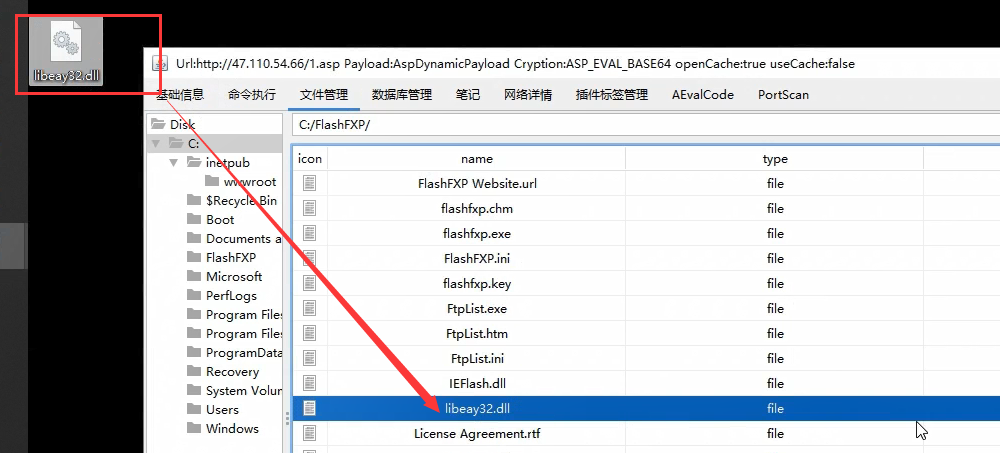 libeay32.dll
Url:http://47.110.54.66/1.asp Payload:AspDynamicPayload Cryption:ASP_EVAL_BASE64 openCache:true useCache:false
基础信息 命令执行 文件管理 数据库管理 笔记 网络详情 插件标签管理 AEvalCode PortScan
Disk
C:
inetpub
wwwroot
$Recycle.Bin
Boot
Documents a
FlashFXP
Microsoft
PerfLogs
Program Files
Program Files
ProgramData
Recovery
System Volur
Users
Windows
C:/FlashFXP/
icon name type
FlashFXP Website.url file
flashfxp.chm file
flashfxp.exe file
FlashFXP.ini file
flashfxp.key file
FtpList.exe file
FtpList.htm file
FtpList.ini file
IEFlash.dll file
libeay32.dll file
License Agreement.rtf file